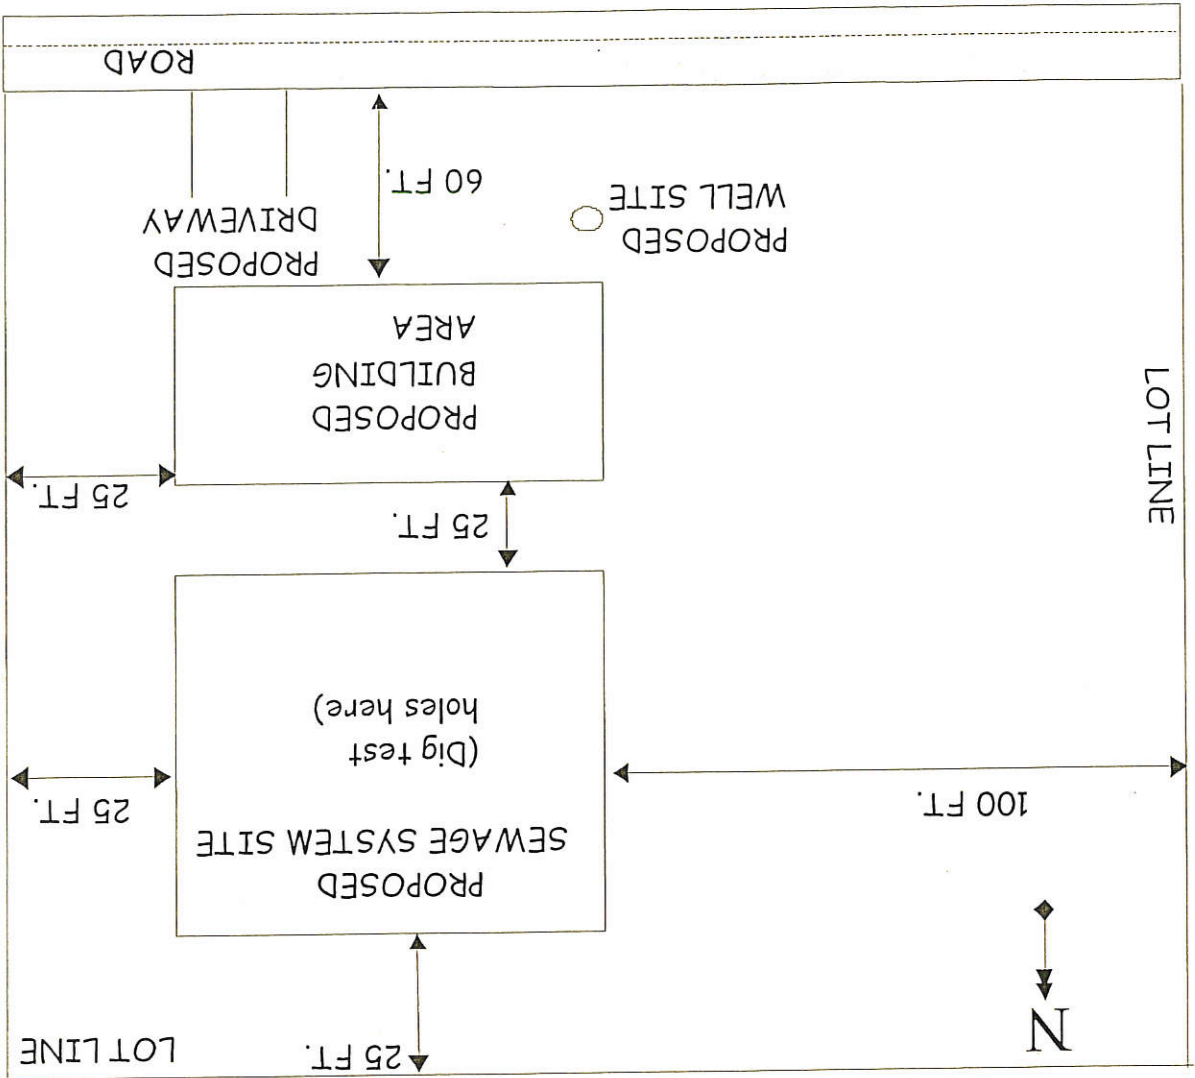 LOT LINE
25 FT.
N
PROPOSED
SEWAGE SYSTEM SITE
(Dig test
holes here)
100 FT.
25 FT.
25 FT.
LOT LINE
25 FT.
PROPOSED
BUILDING
AREA
PROPOSED
WELL SITE
60 FT.
PROPOSED
DRIVEWAY
ROAD